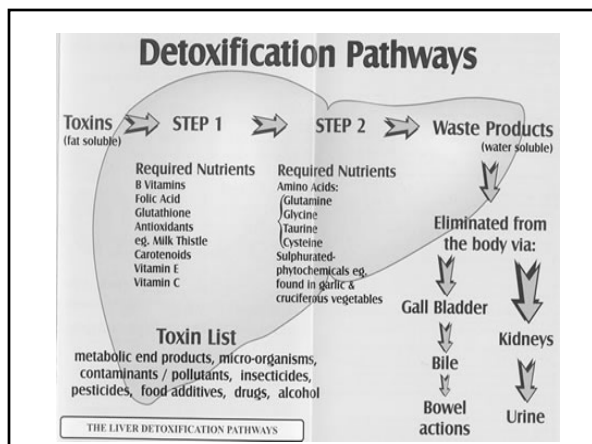 Detoxification Pathways
Toxins
(fat soluble)
STEP 1
STEP 2
Waste Products
(water soluble)
Required Nutrients
B Vitamins
Folic Acid
Glutathione
Antioxidants
eg. Milk Thistle
Carotenoids
Vitamin E
Vitamin C
Required Nutrients
Amino Acids:
Glutamine
Glycine
Taurine
Cysteine
Sulphurated-
phytochemicals eg.
found in garlic &
cruciferous vegetables
Eliminated from
the body via:
Gall Bladder
Bile
Bowel
actions
Kidneys
Urine
Toxin List
metabolic end products, micro-organisms,
contaminants / pollutants, insecticides,
pesticides, food additives, drugs, alcohol
THE LIVER DETOXIFICATION PATHWAYS